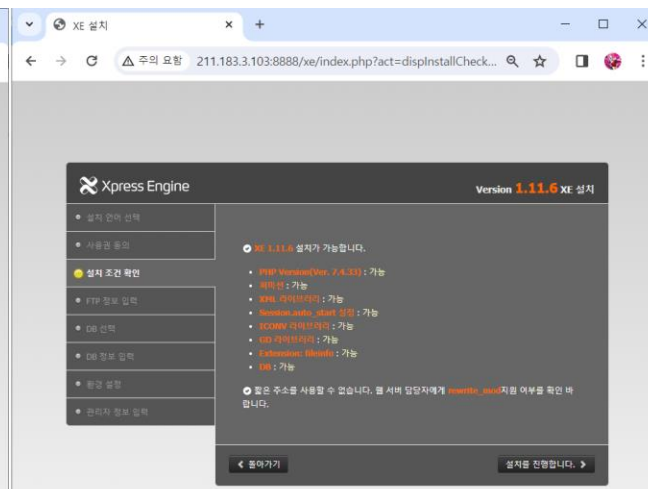 XE 설치
주의 요함 211.183.3.103:8888/xe/index.php?act=dispInstallCheck...
Xpress Engine
Version 1.11.6 XE 설치
설치 언어 선택
사용권 동의
설치 조건 확인
FTP 정보 입력
DB 선택
DB 정보 입력
환경 설정
관리자 정보 입력
XE 1.11.6 설치가 가능합니다.
PHP Version(Ver. 7.4.33) : 가능
퍼미션 : 가능
XML 라이브러리 : 가능
Session.auto_start 설정 : 가능
ICONV 라이브러리 : 가능
GD 라이브러리 : 가능
Extension: fileinfo : 가능
DB : 가능
짧은 주소를 사용할 수 없습니다. 웹 서버 담당자에게 rewrite_mod지원 여부를 확인 바
랍니다.
돌아가기
설치를 진행합니다.